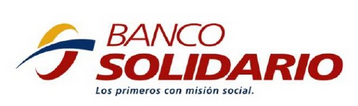 BANCO
SOLIDARIO
Los primeros con misión social.